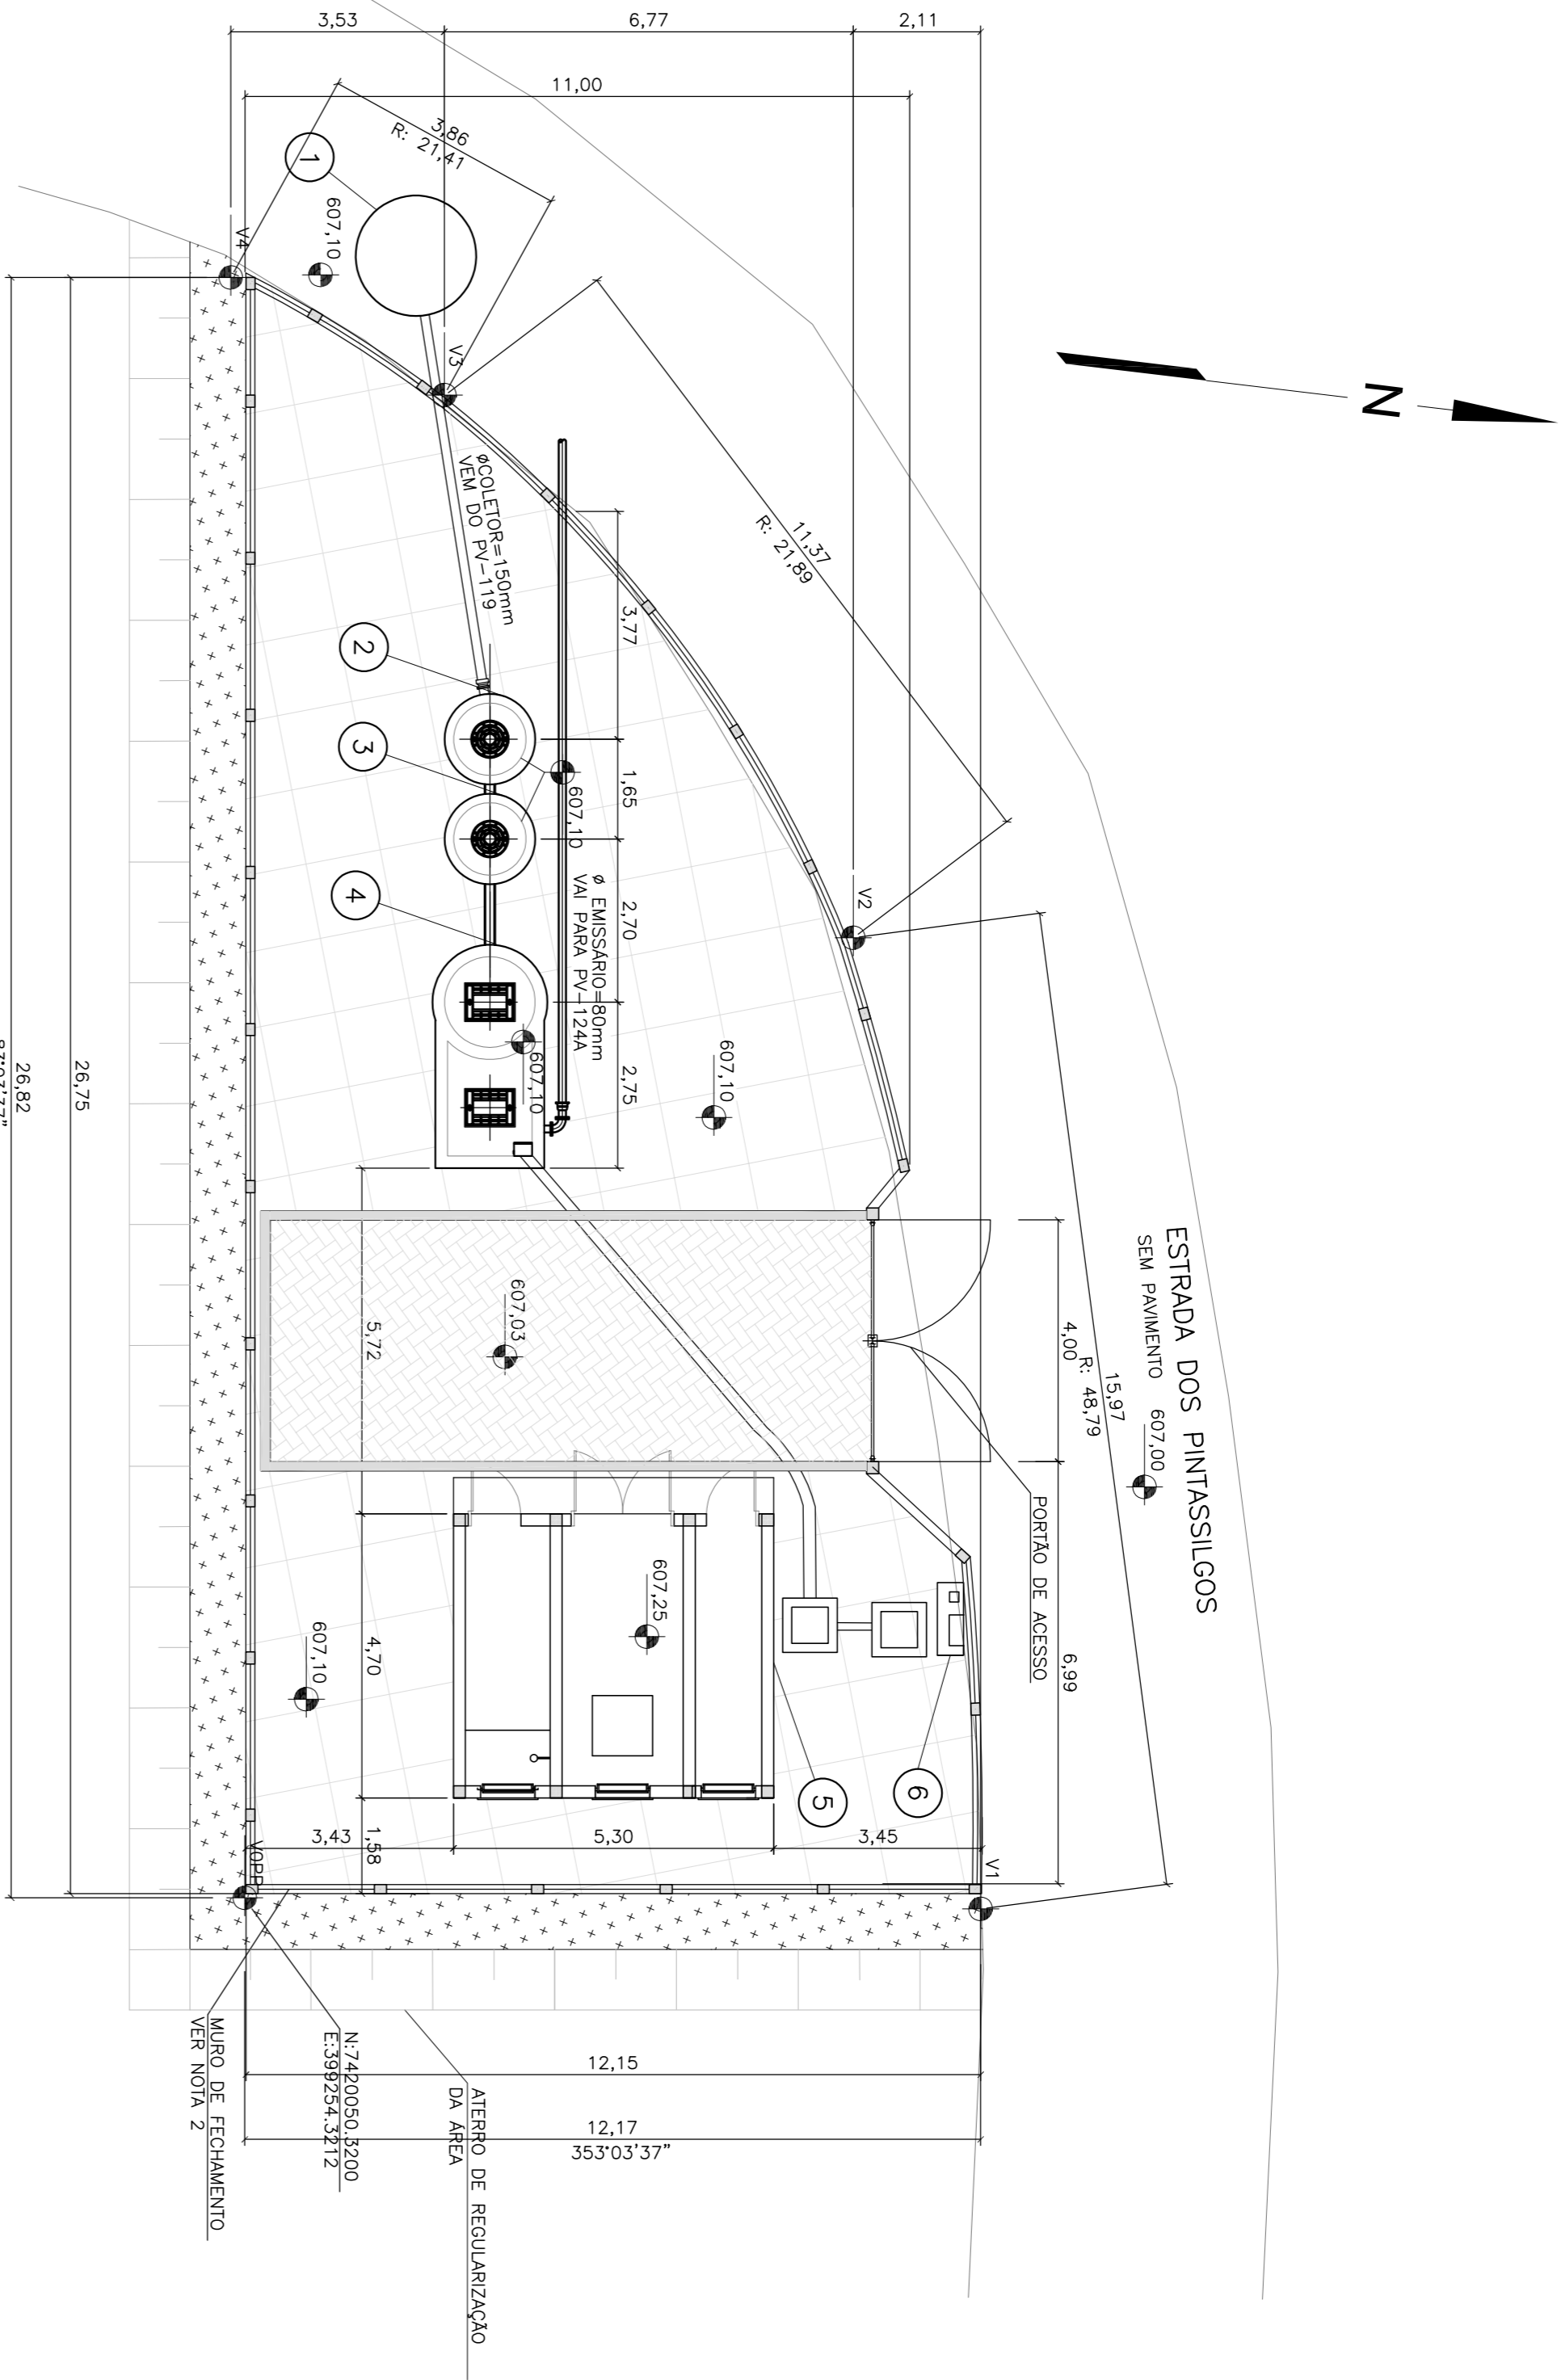 3,53
6,77
2,11
11,00
3,86
R: 21,41
1
607,10
V4
V3
11,37
R: 21,89
N
ØCOLETOR=150mm
VEM DO PV-119
3,77
2
3
1,65
607,10
4
Ø EMISSÁRIO=80mm
VAI PARA PV-124A
2,70
V2
607,10
2,75
607,10
ESTRADA DOS PINTASSILGOS
SEM PAVIMENTO
607,00
15,97
R: 48,79
4,00
PORTÃO DE ACESSO
607,03
5,72
26,75
26,82
83°03'37"
607,25
4,70
607,10
6,99
5
6
3,43
5,30
3,45
1,58
V0PP
V1
N:7420050.3200
E:399254.3212
MURO DE FECHAMENTO
VER NOTA 2
12,15
ATERRO DE REGULARIZAÇÃO
DA ÁREA
12,17
353°03'37"